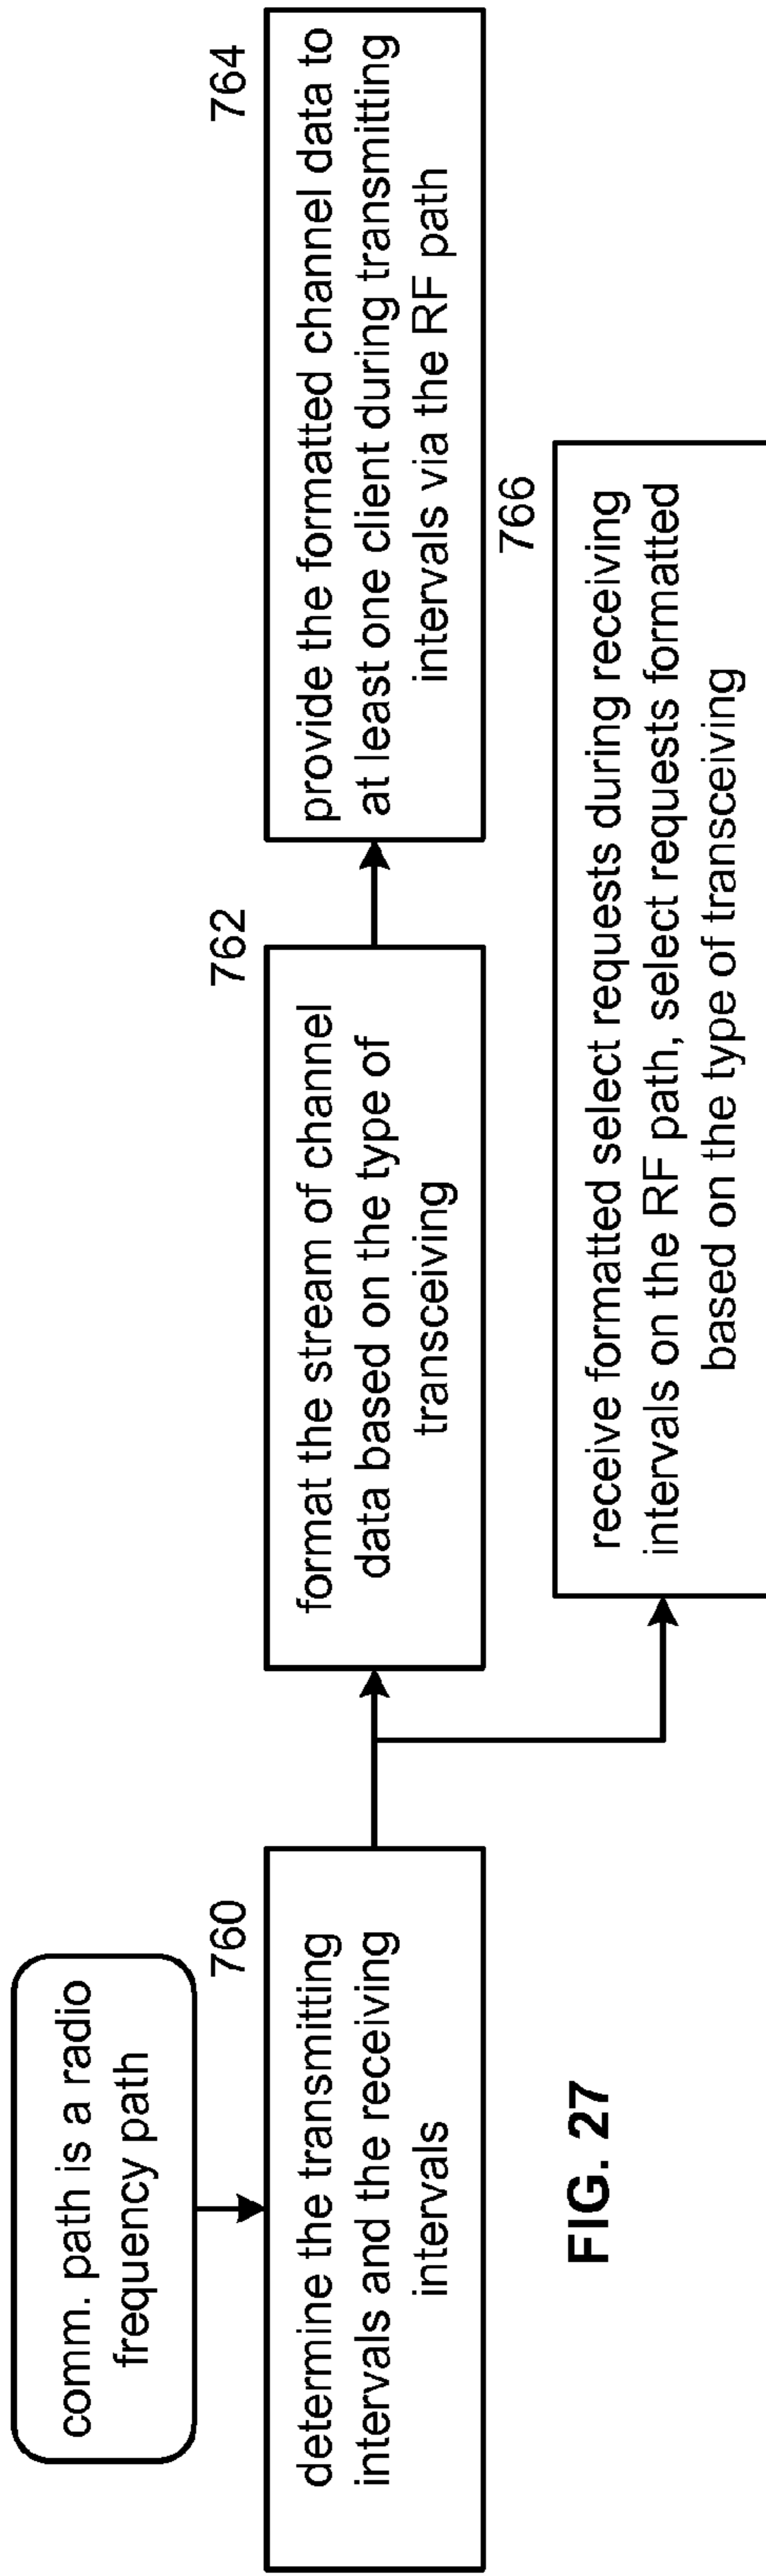 comm. path is a radio
frequency path
760
determine the transmitting
intervals and the receiving
intervals
762
format the stream of channel
data based on the type of
transceiving
764
provide the formatted channel data to
at least one client during transmitting
intervals via the RF path
766
receive formatted select requests during receiving
intervals on the RF path, select requests formatted
based on the type of transceiving
FIG. 27